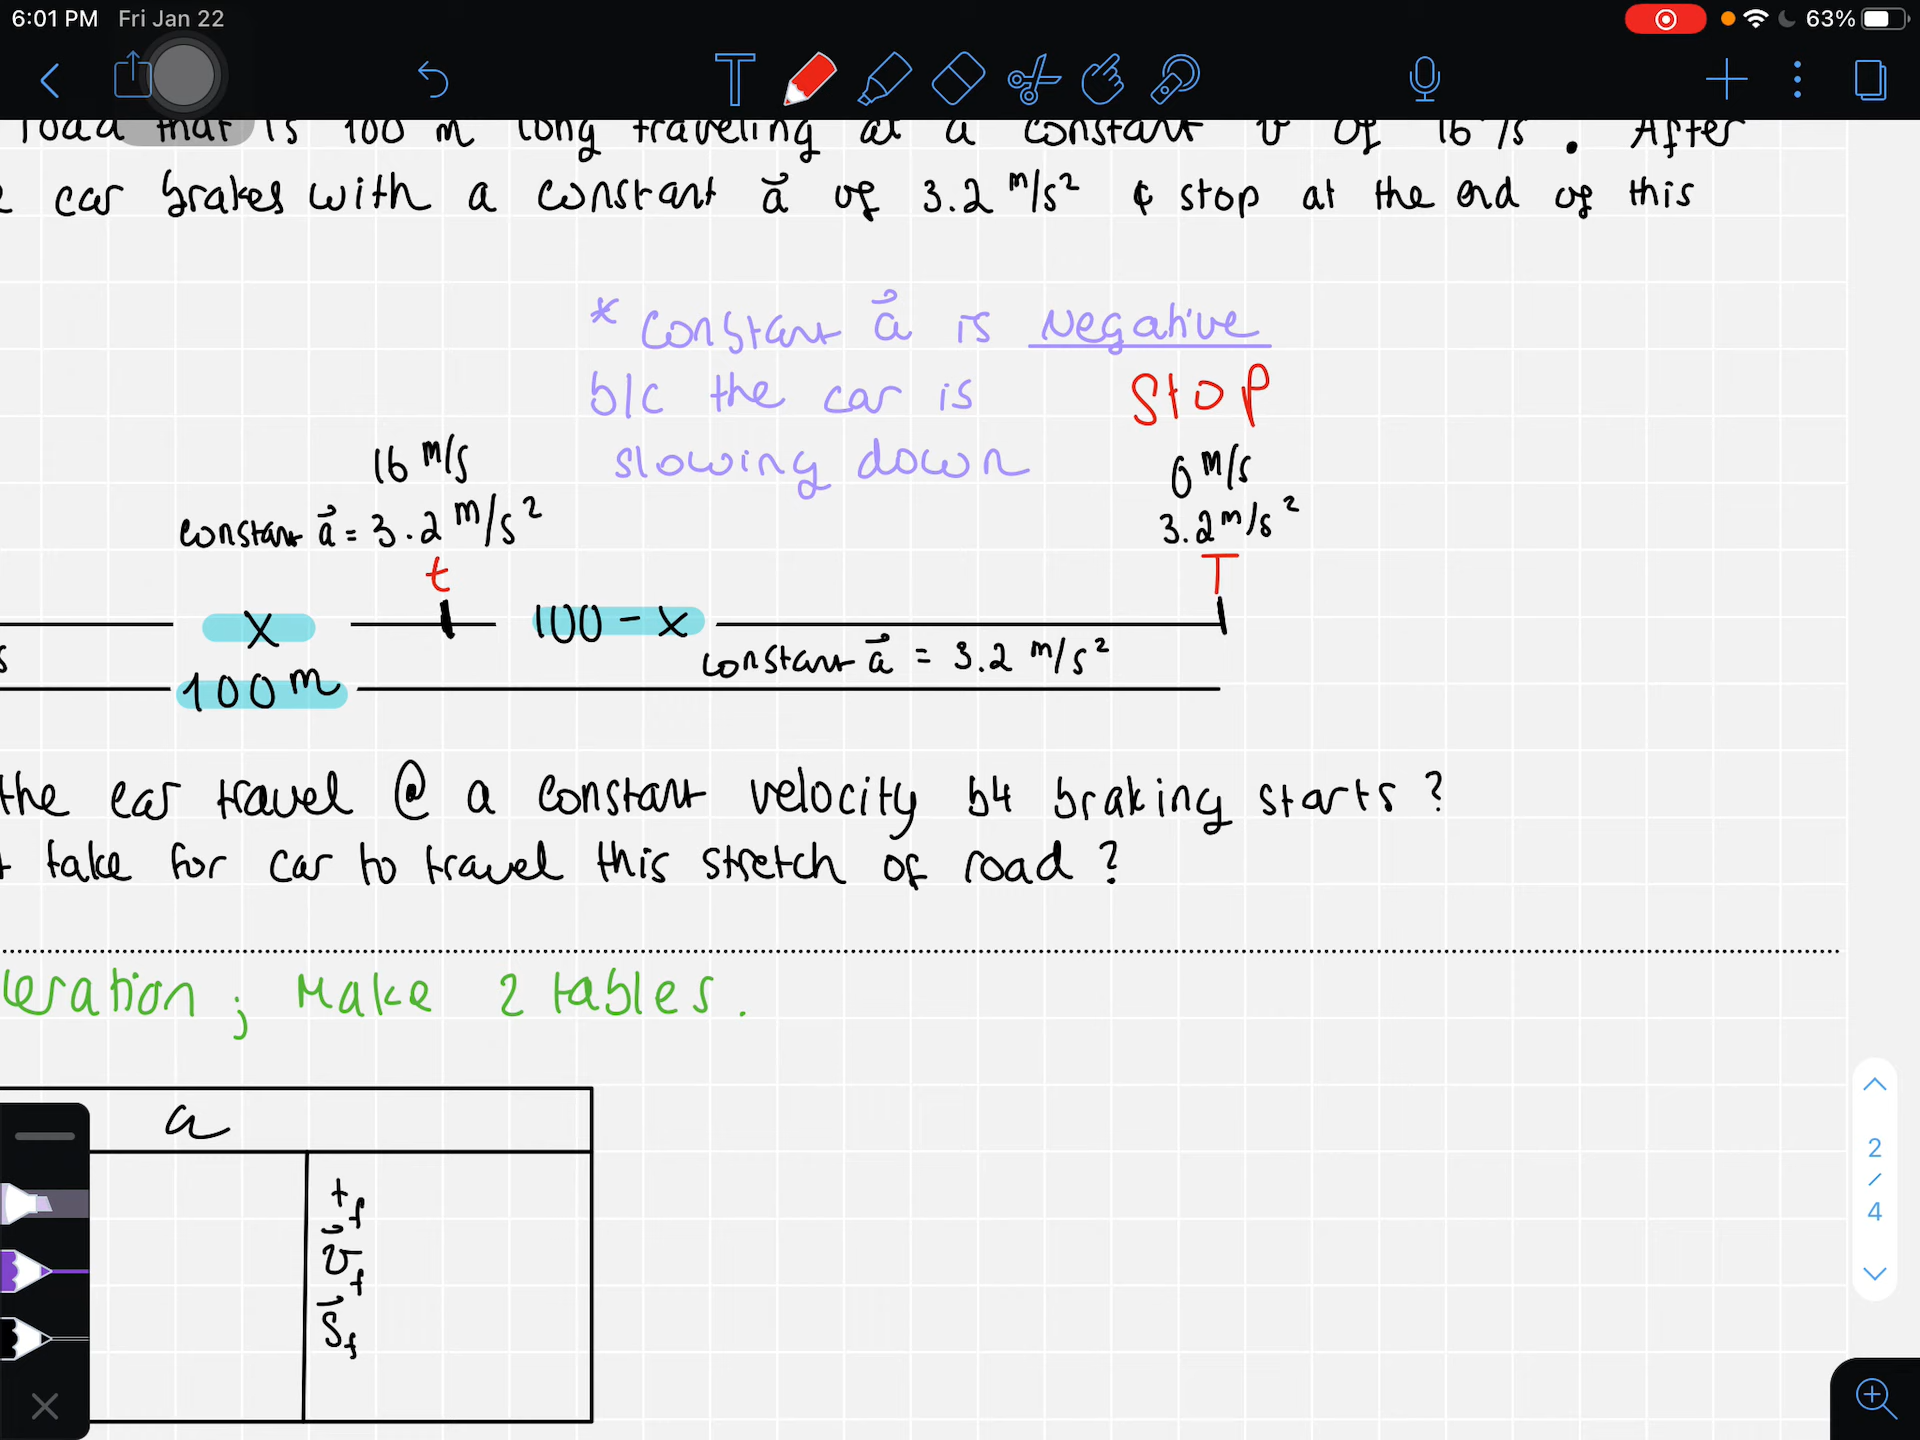 6:01 PM Fri Jan 22
63%
road that is 100 m long traveling at a constant v⃗ of 16 m/s. After
car brakes with a constant a⃗ of 3.2 m/s² & stop at the end of this
* constant a⃗ is Negative
b/c the car is
STOP
slowing down
16 m/s
0 m/s
constant a⃗ = 3.2 m/s²
3.2 m/s²
t
T
X
100 - X
constant a⃗ = 3.2 m/s²
100 m
the car travel @ a constant velocity b4 braking starts?
take for car to travel this stretch of road?
leration; Make 2 tables.
a
t_f
v⃗_f
s⃗_f
2
/
4